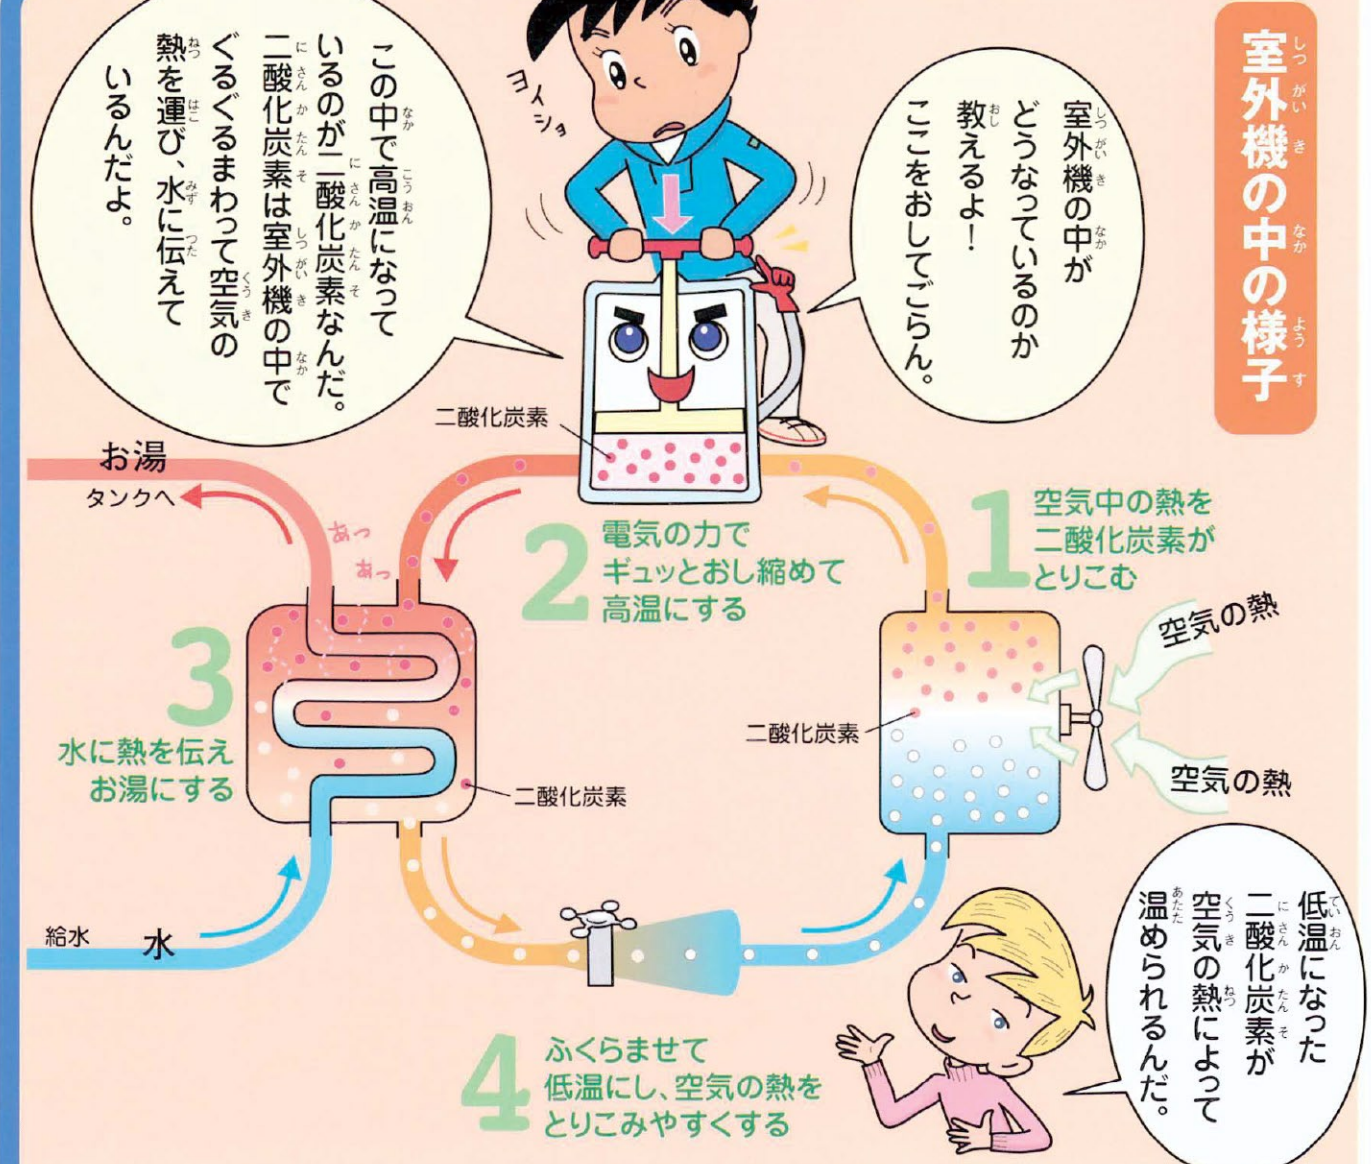 室外機の中の様子
室外機の中が
どうなっているのか
教えるよ!
ここをおしてごらん。
ヨイショ
この中で高温になって
いるのが二酸化炭素なんだ。
二酸化炭素は室外機の中で
ぐるぐるまわって空気の
熱を運び、水に伝えて
いるんだよ。
二酸化炭素
1
空気中の熱を
二酸化炭素が
とりこむ
空気の熱
空気の熱
二酸化炭素
2
電気の力で
ギュッとおし縮めて
高温にする
お湯
タンクへ
あっ
あっ
3
水に熱を伝え
お湯にする
二酸化炭素
給水
水
4
ふくらませて
低温にし、空気の熱を
とりこみやすくする
低温になった
二酸化炭素が
空気の熱によって
温められるんだ。